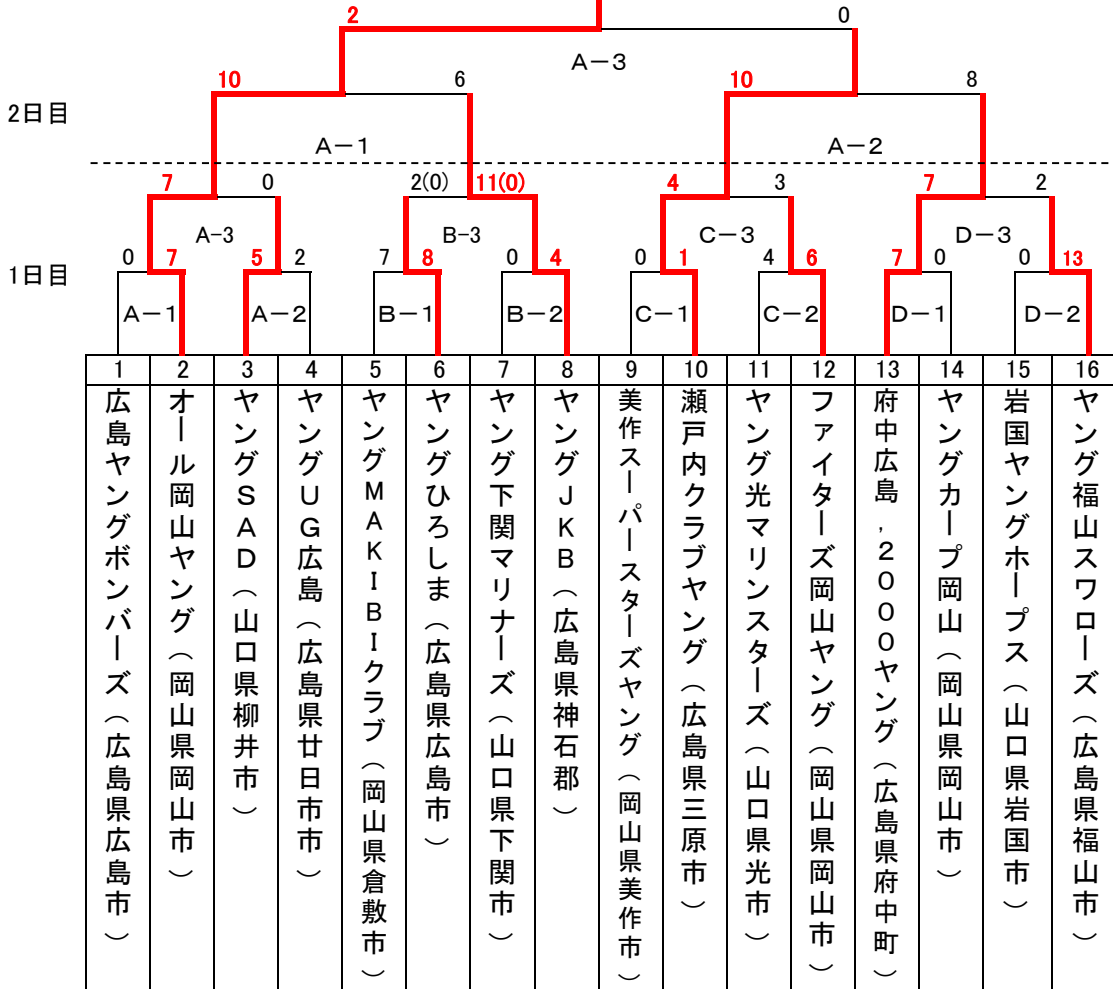 2 0
A-3
10 6 10 8
2日目
A-1 A-2
7 0 2(0) 11(0) 4 3 7 2
A-3 B-3 C-3 D-3
0 7 5 2 7 8 0 4 0 1 4 6 7 0 0 13
1日目
A-1 A-2 B-1 B-2 C-1 C-2 D-1 D-2
1 2 3 4 5 6 7 8 9 10 11 12 13 14 15 16
広島ヤングボンバーズ(広島県広島市)
オール岡山ヤング(岡山県岡山市)
ヤングSAD(山口県柳井市)
ヤングUG広島(広島県廿日市市)
ヤングMAKIBIクラブ(岡山県倉敷市)
ヤングひろしま(広島県広島市)
ヤング下関マリナーズ(山口県下関市)
ヤングJKB(広島県神石郡)
美作スーパースターズヤング(岡山県美作市)
瀬戸内クラブヤング(広島県三原市)
ヤング光マリンスターズ(山口県光市)
ファイターズ岡山ヤング(岡山県岡山市)
府中広島,2000ヤング(広島県府中町)
ヤングカープ岡山(岡山県岡山市)
岩国ヤングホープス(山口県岩国市)
ヤング福山スワローズ(広島県福山市)